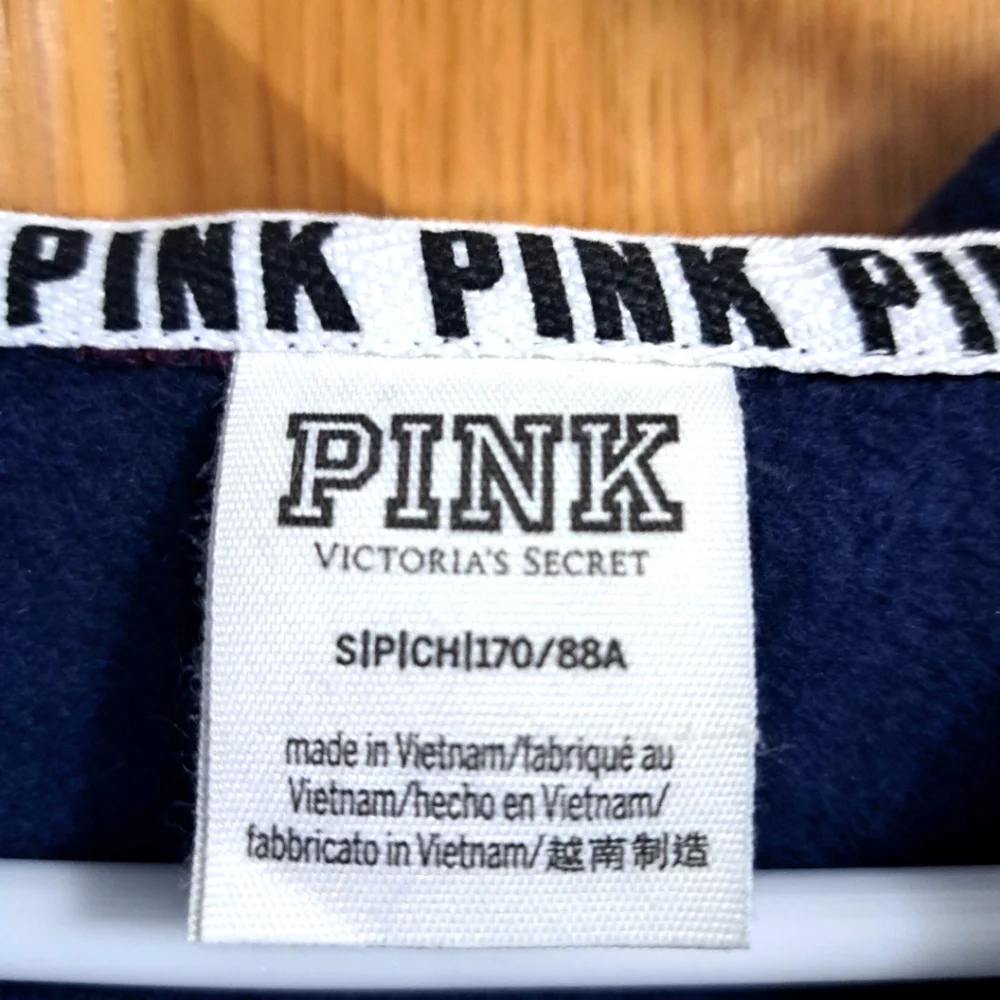 PINK PINK PIN
PINK
VICTORIA'S SECRET
S|P|CH|170/88A
made in Vietnam/fabriqué au
Vietnam/hecho en Vietnam/
fabbricato in Vietnam/越南制造